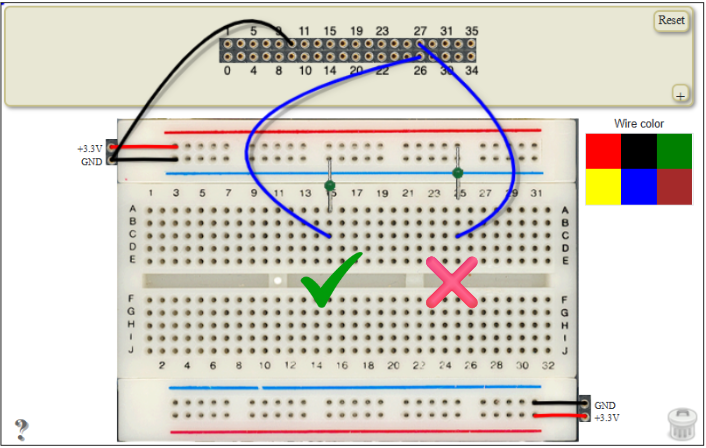 1 5 9 11 15 19 23 27 31 35
Reset
0 4 8 10 14 20 22 26 30 34
+
Wire color
+3.3V
GND
1 3 5 7 9 11 13 15 17 19 21 23 25 27 29 31
A A
B B
C C
D D
E E
F F
G G
H H
I I
J J
2 4 6 8 10 12 14 16 18 20 22 24 26 28 30 32
GND
+3.3V
?